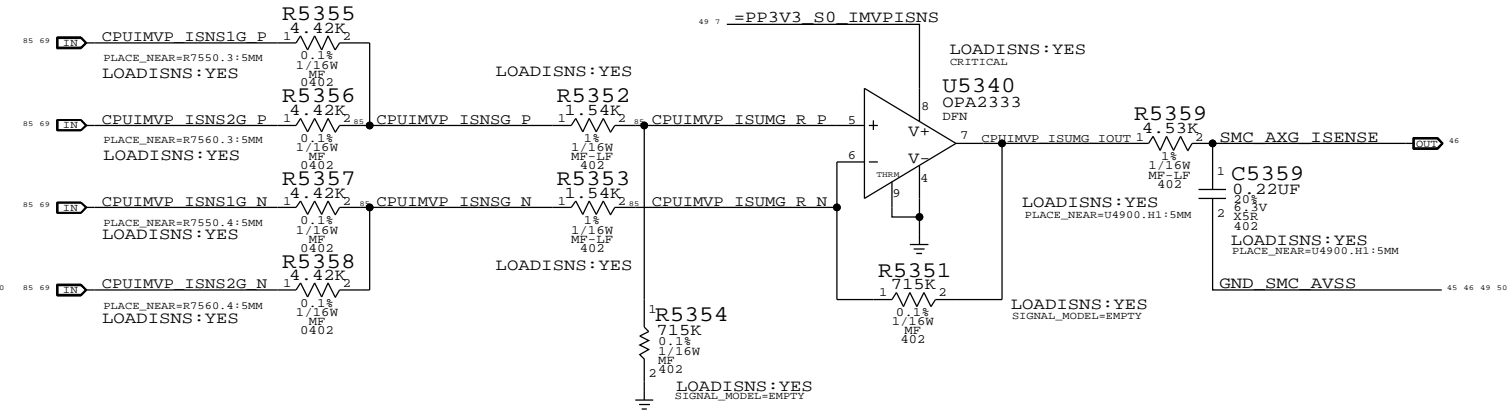 R5355
4.42K
85 69 IN CPUIMVP_ISNS1G_P 1 2
PLACE_NEAR=R7550.3:5MM
LOADISNS:YES
0.1%
1/16W
MF
0402
R5356
4.42K
85 69 IN CPUIMVP_ISNS2G_P 1 2
PLACE_NEAR=R7560.3:5MM
LOADISNS:YES
0.1%
1/16W
MF
0402
R5357
4.42K
85 69 IN CPUIMVP_ISNS1G_N 1 2
PLACE_NEAR=R7550.4:5MM
LOADISNS:YES
0.1%
1/16W
MF
0402
R5358
4.42K
0 85 69 IN CPUIMVP_ISNS2G_N 1 2
PLACE_NEAR=R7560.4:5MM
LOADISNS:YES
0.1%
1/16W
MF
0402
LOADISNS:YES
R5352
1.54K
85 CPUIMVP_ISNSG_P 1 2
1%
1/16W
MF-LF
402
R5353
1.54K
85 CPUIMVP_ISNSG_N 1 2
1%
1/16W
MF-LF
402
LOADISNS:YES
85 CPUIMVP_ISUMG_R_P 5
85 CPUIMVP_ISUMG_R_N 6
1
R5354
715K
0.1%
1/16W
MF
402
2
LOADISNS:YES
SIGNAL_MODEL=EMPTY
49 7 =PP3V3_S0_IMVPISNS
LOADISNS:YES
CRITICAL
U5340
OPA2333
DFN
8
+
V+
7
-
V-
THRM
9
4
R5351
715K
1 2
0.1%
1/16W
MF
402
LOADISNS:YES
SIGNAL_MODEL=EMPTY
R5359
4.53K
CPUIMVP_ISUMG_IOUT 1 2
1%
1/16W
MF-LF
402
LOADISNS:YES
PLACE_NEAR=U4900.H1:5MM
SMC_AXG_ISENSE OUT 46
1
C5359
0.22UF
20%
6.3V
X5R
402
2
LOADISNS:YES
PLACE_NEAR=U4900.H1:5MM
GND_SMC_AVSS 45 46 49 50